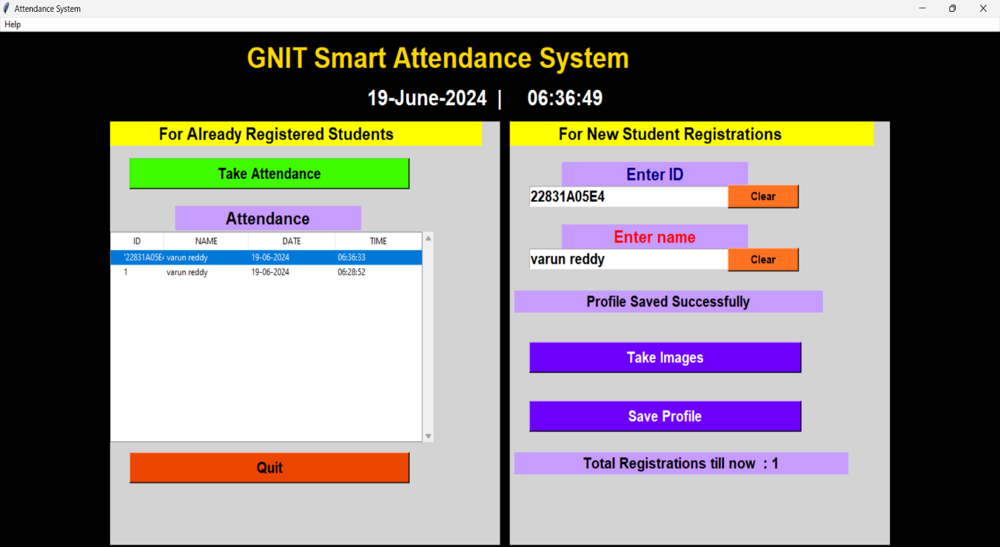 Attendance System
Help
GNIT Smart Attendance System
19-June-2024 | 06:36:49
For Already Registered Students
Take Attendance
Attendance
ID NAME DATE TIME
'22831A05E4 varun reddy 19-06-2024 06:36:33
1 varun reddy 19-06-2024 06:28:52
Quit
For New Student Registrations
Enter ID
22831A05E4 Clear
Enter name
varun reddy Clear
Profile Saved Successfully
Take Images
Save Profile
Total Registrations till now : 1